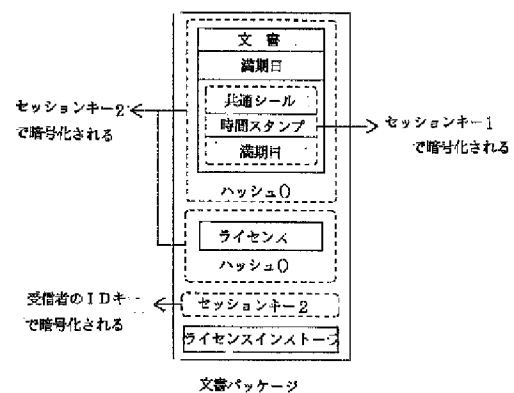 文 書
満期日
共通シール
時間スタンプ
満期日
ハッシュ()
セッションキー2
で暗号化される
セッションキー1
で暗号化される
ライセンス
ハッシュ()
受信者のIDキー
で暗号化される
セッションキー2
ライセンスインストーラ
文書パッケージ